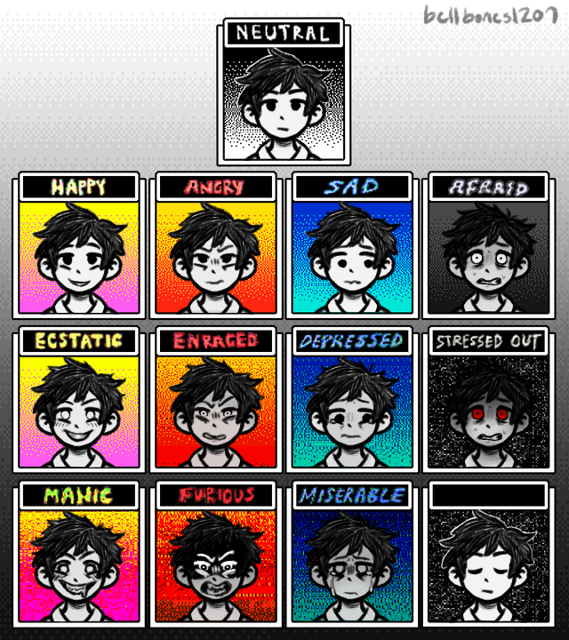 bellbones1207
NEUTRAL
HAPPY
ANGRY
SAD
AFRAID
ECSTATIC
ENRAGED
DEPRESSED
STRESSED OUT
MANIC
FURIOUS
MISERABLE